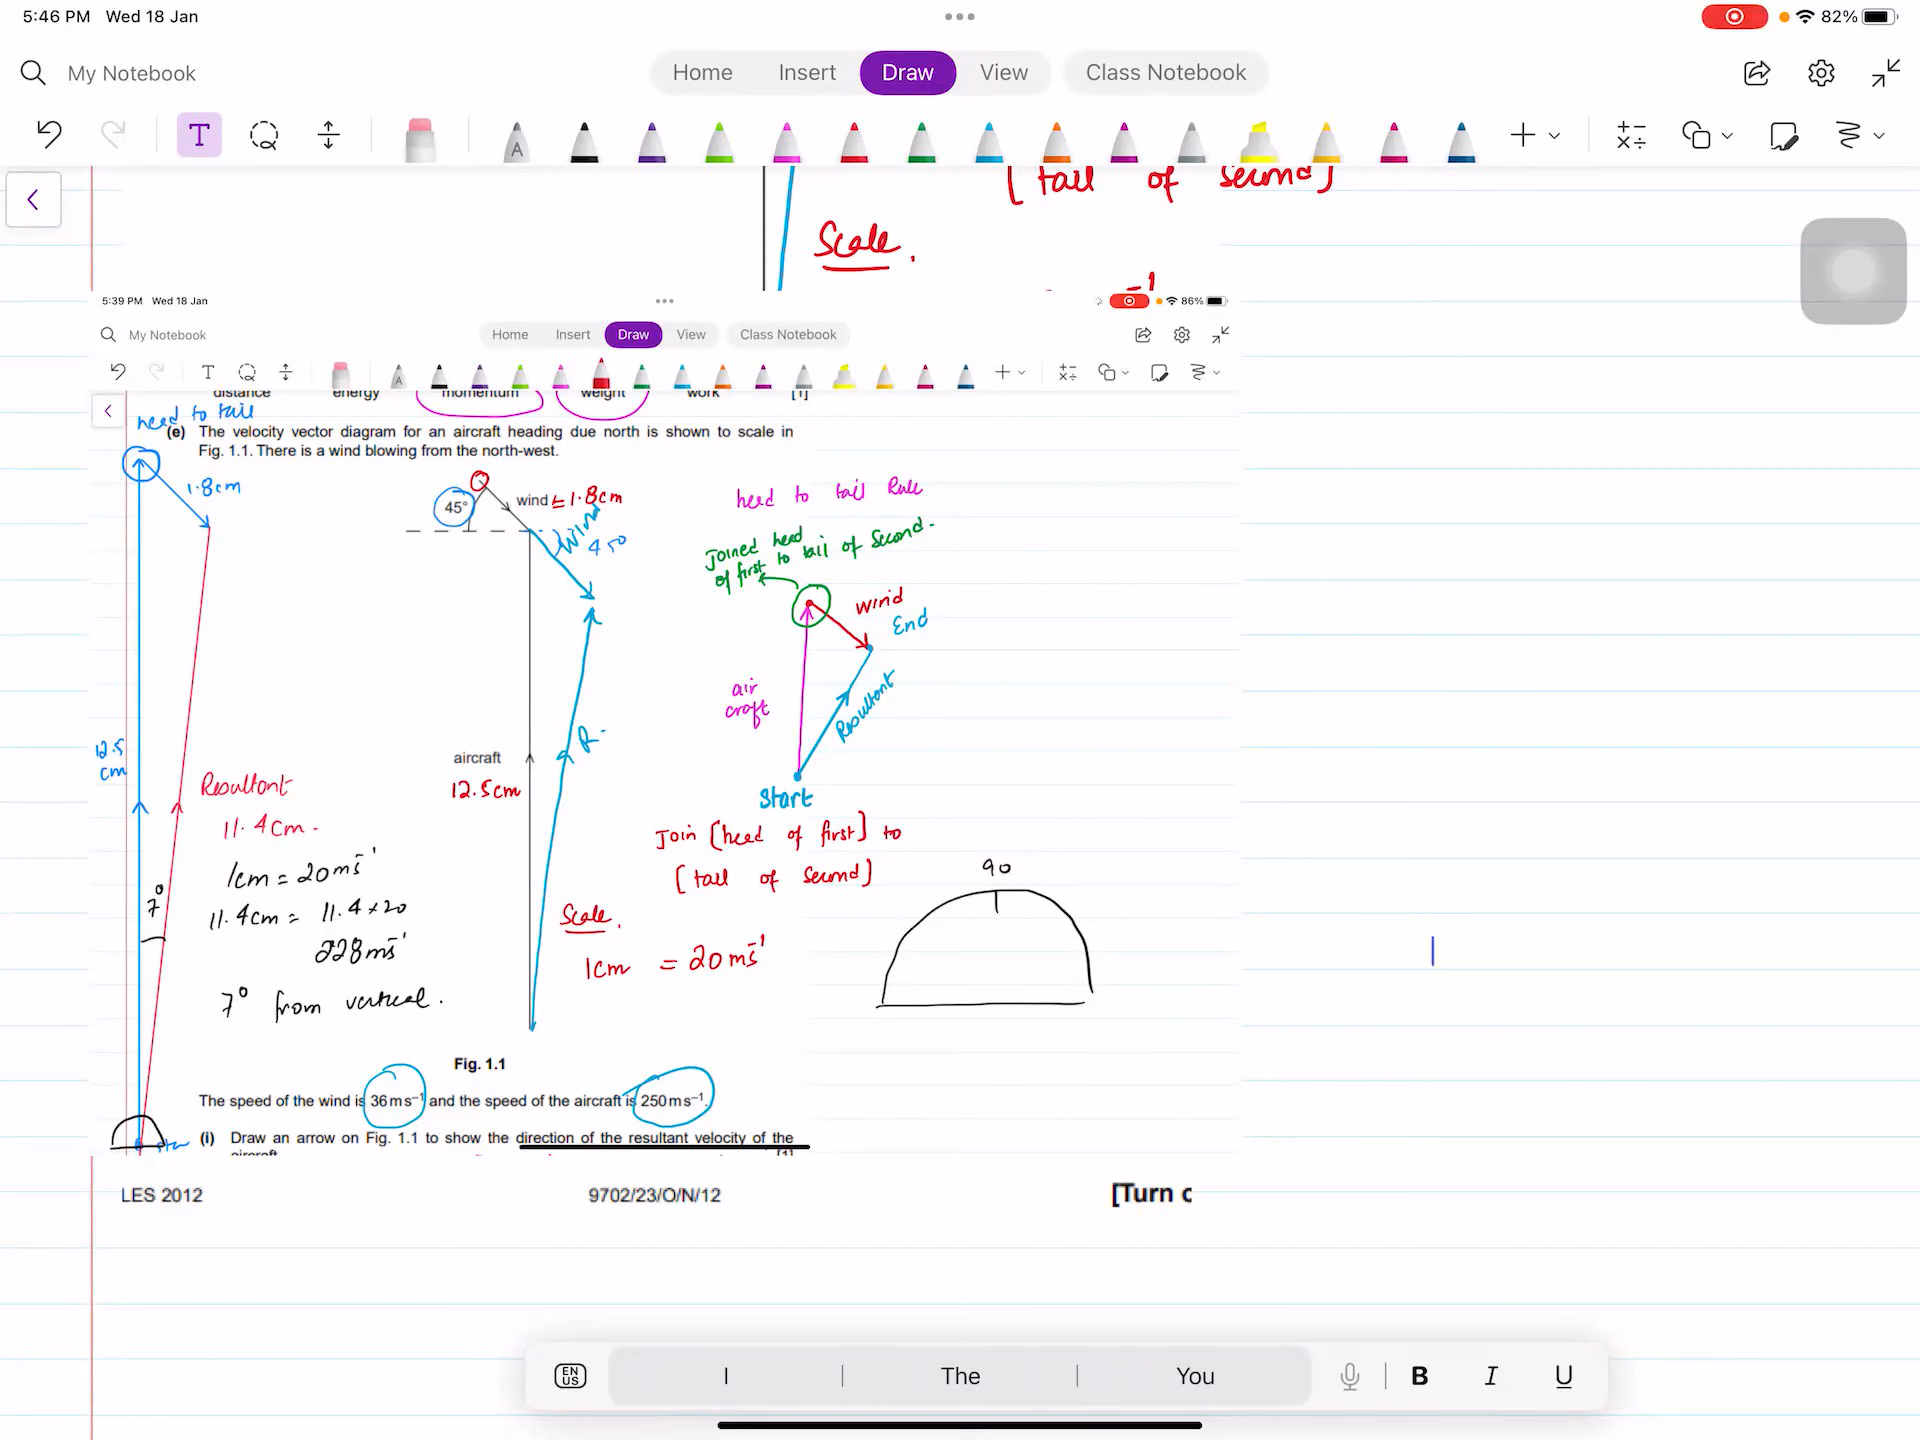 5:46 PM Wed 18 Jan
82%
My Notebook
Home Insert Draw View Class Notebook
[tail of second]
Scale.
5:39 PM Wed 18 Jan
86%
My Notebook
Home Insert Draw View Class Notebook
distance energy momentum weight work [1]
head to tail
(e) The velocity vector diagram for an aircraft heading due north is shown to scale in
Fig. 1.1. There is a wind blowing from the north-west.
1.8cm
45°
wind = 1.8cm
wind
45°
head to tail Rule
Joined head
of first to tail of Second.
wind
End
air
craft
Resultant
Start
R.
aircraft
12.5cm
12.5
cm
Resultant
11.4cm.
1cm = 20ms⁻¹
11.4cm = 11.4×20
228ms⁻¹
7°
7° from vertical.
Join [head of first] to
[tail of Second]
Scale.
1cm = 20ms⁻¹
90
Fig. 1.1
The speed of the wind is 36 m s⁻¹ and the speed of the aircraft is 250 m s⁻¹.
(i) Draw an arrow on Fig. 1.1 to show the direction of the resultant velocity of the
aircraft. [1]
LES 2012 9702/23/O/N/12 [Turn
EN
US
I The You
B I U